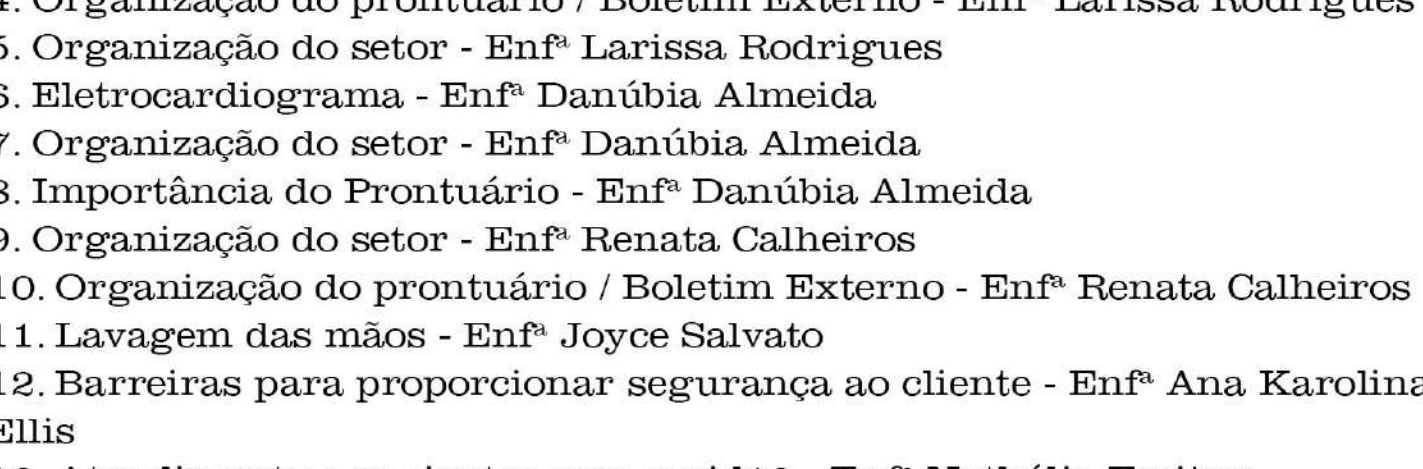 4. Organização do prontuário / Boletim Externo - Enfª Larissa Rodrigues
5. Organização do setor - Enfª Larissa Rodrigues
6. Eletrocardiograma - Enfª Danúbia Almeida
7. Organização do setor - Enfª Danúbia Almeida
8. Importância do Prontuário - Enfª Danúbia Almeida
9. Organização do setor - Enfª Renata Calheiros
10. Organização do prontuário / Boletim Externo - Enfª Renata Calheiros
11. Lavagem das mãos - Enfª Joyce Salvato
12. Barreiras para proporcionar segurança ao cliente - Enfª Ana Karolina
Ellis